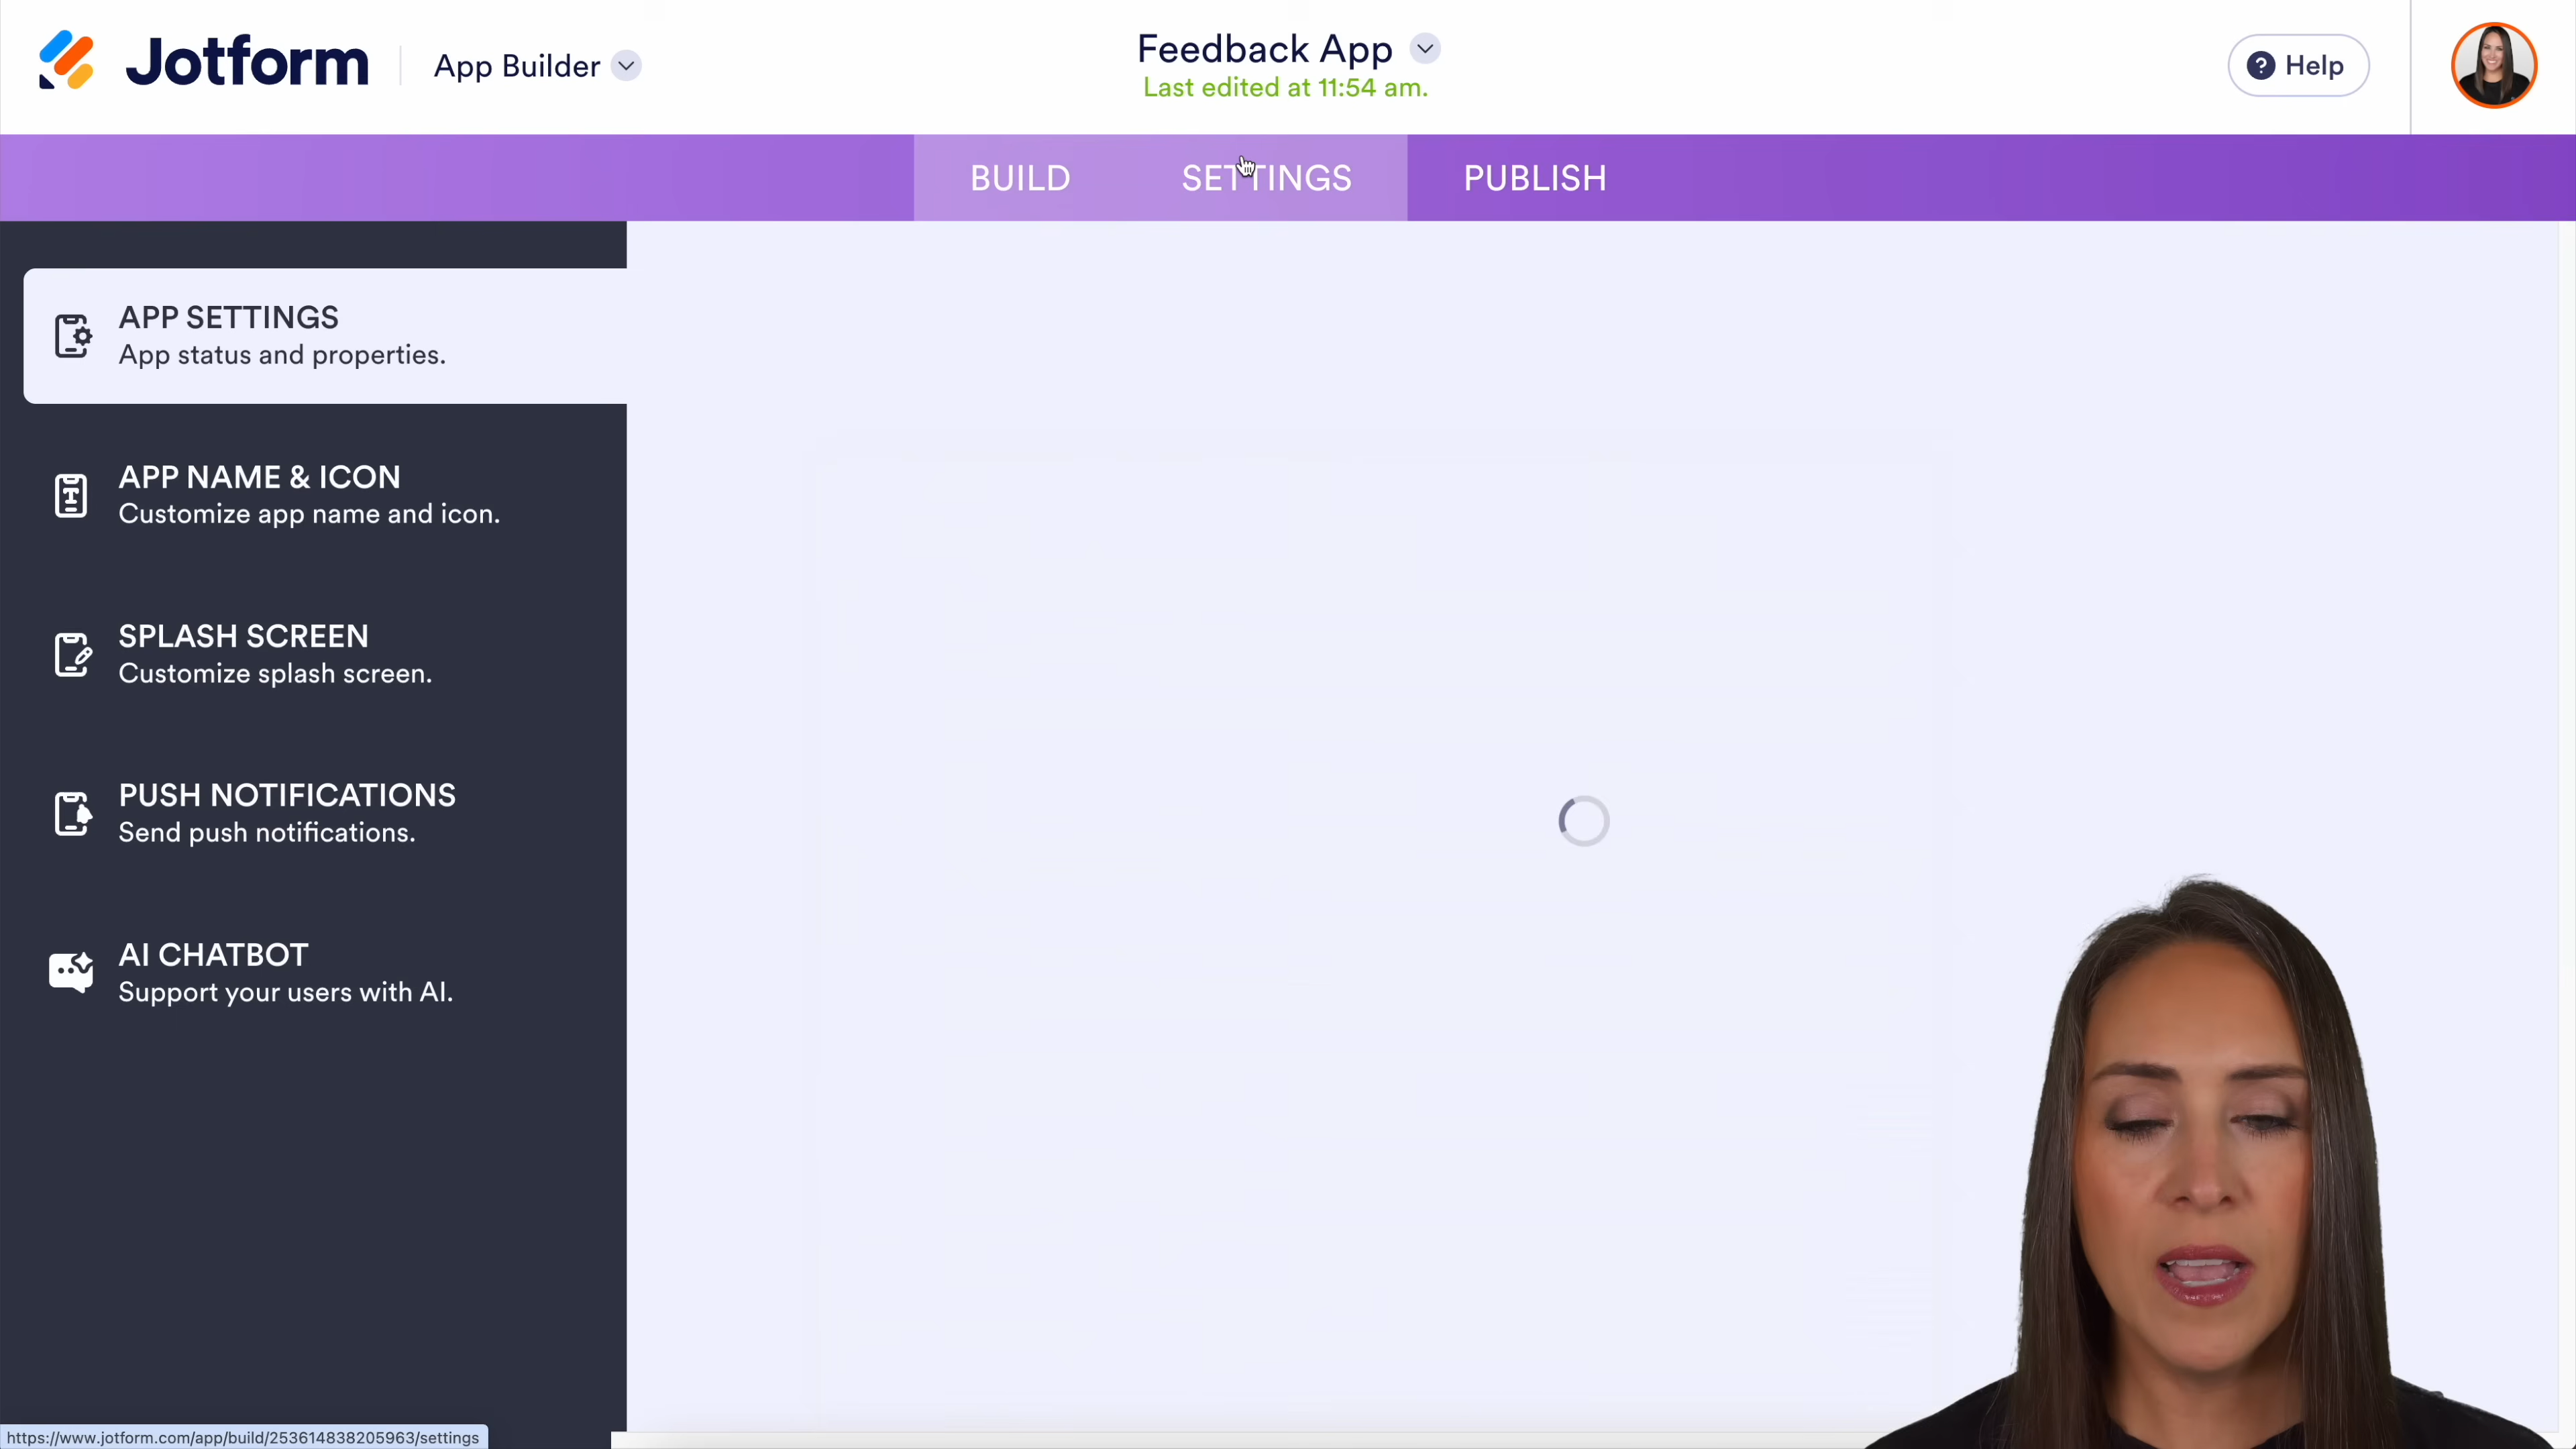 Jotform
App Builder
Feedback App
Last edited at 11:54 am.
? Help
BUILD
SETTINGS
PUBLISH
APP SETTINGS
App status and properties.
APP NAME & ICON
Customize app name and icon.
SPLASH SCREEN
Customize splash screen.
PUSH NOTIFICATIONS
Send push notifications.
AI CHATBOT
Support your users with AI.
https://www.jotform.com/app/build/253614838205963/settings